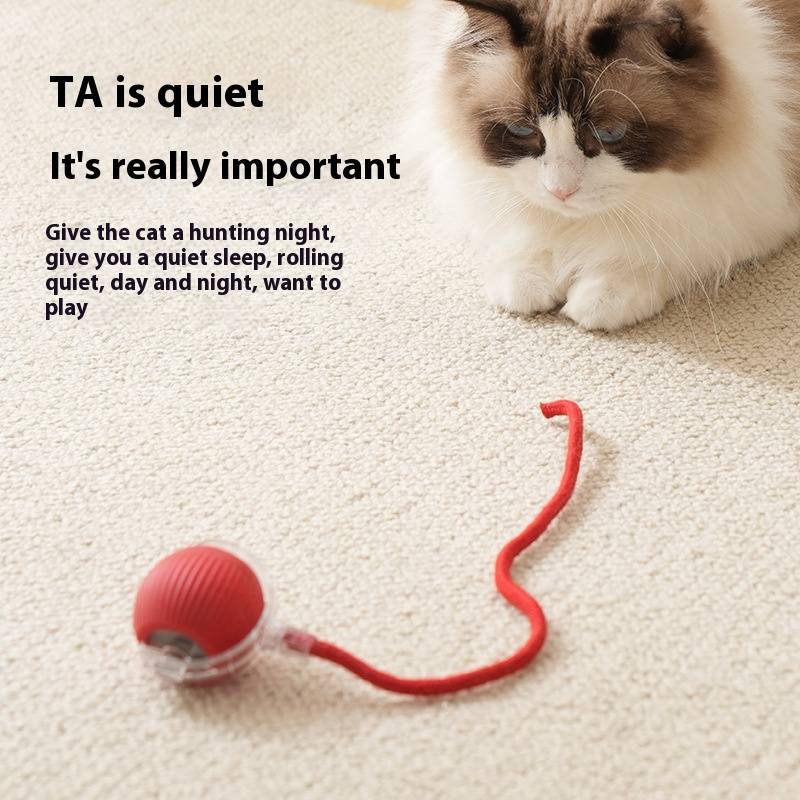 TA is quiet
It's really important
Give the cat a hunting night,
give you a quiet sleep, rolling
quiet, day and night, want to
play